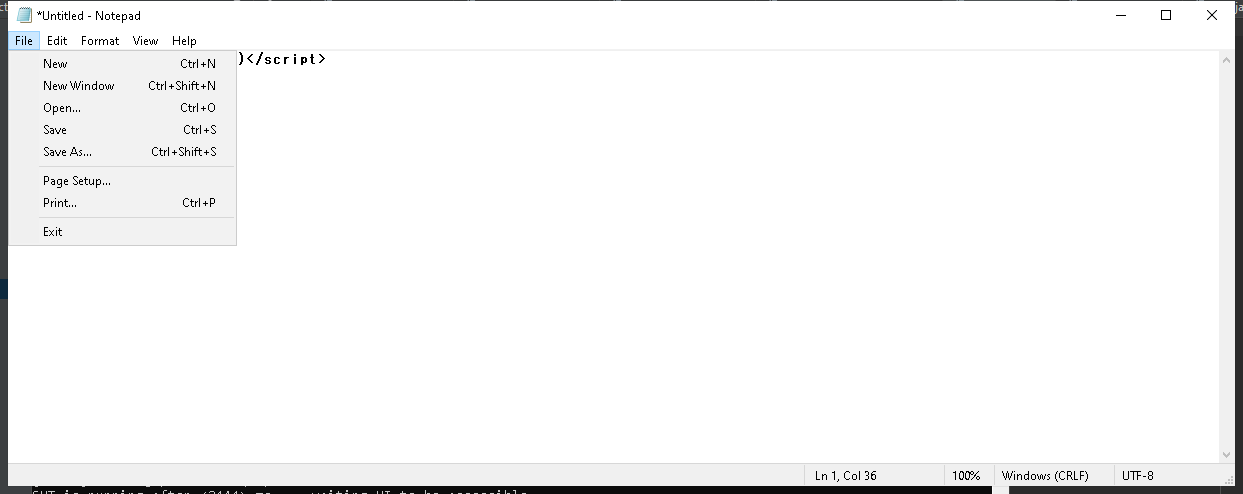 *Untitled - Notepad
File Edit Format View Help
)</script>
New Ctrl+N
New Window Ctrl+Shift+N
Open... Ctrl+O
Save Ctrl+S
Save As... Ctrl+Shift+S
Page Setup...
Print... Ctrl+P
Exit
Ln 1, Col 36 100% Windows (CRLF) UTF-8